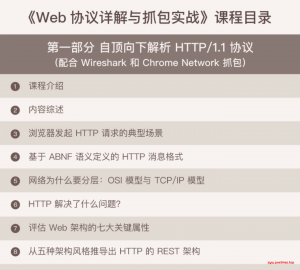 《Web 协议详解与抓包实战》课程目录
第一部分 自顶向下解析 HTTP/1.1 协议
（配合 Wireshark 和 Chrome Network 抓包）
1 课程介绍
2 内容综述
3 浏览器发起 HTTP 请求的典型场景
4 基于 ABNF 语义定义的 HTTP 消息格式
5 网络为什么要分层：OSI 模型与 TCP/IP 模型
6 HTTP 解决了什么问题？
7 评估 Web 架构的七大关键属性
8 从五种架构风格推导出 HTTP 的 REST 架构